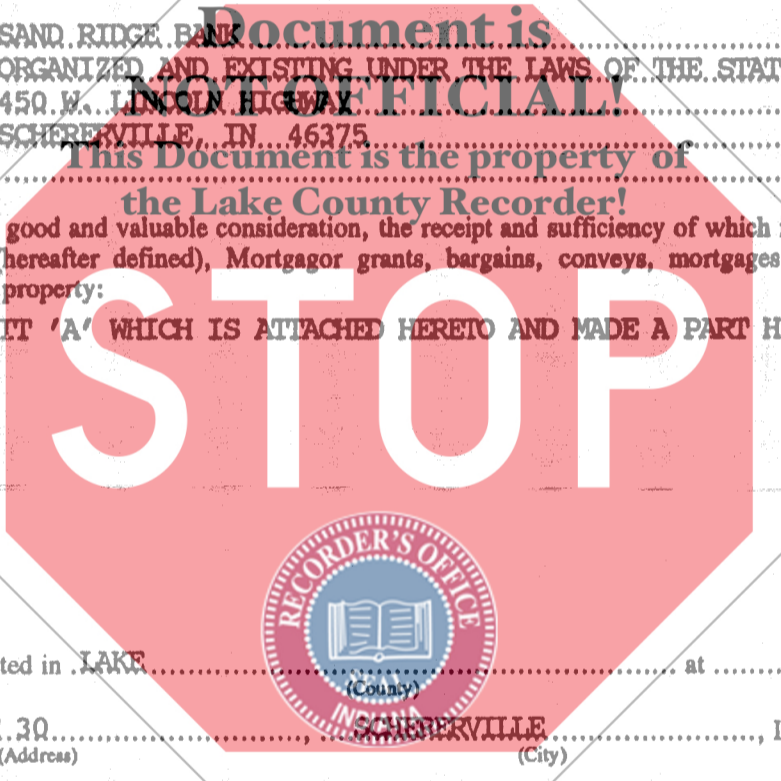 Document is
SAND RIDGE BANK
ORGANIZED AND EXISTING UNDER THE LAWS OF THE STAT
NOT OFFICIAL!
450 W. LINCOLN HIGHWAY
SCHERERVILLE, IN 46375
This Document is the property of
the Lake County Recorder!
good and valuable consideration, the receipt and sufficiency of which
(hereafter defined), Mortgagor grants, bargains, conveys, mortgages
property:
IT 'A' WHICH IS ATTACHED HERETO AND MADE A PART H
STOP
RECORDER'S OFFICE
SEAL
INDIANA
ted in LAKE at
(County)
30 , SCHERERVILLE , I
(Address) (City)